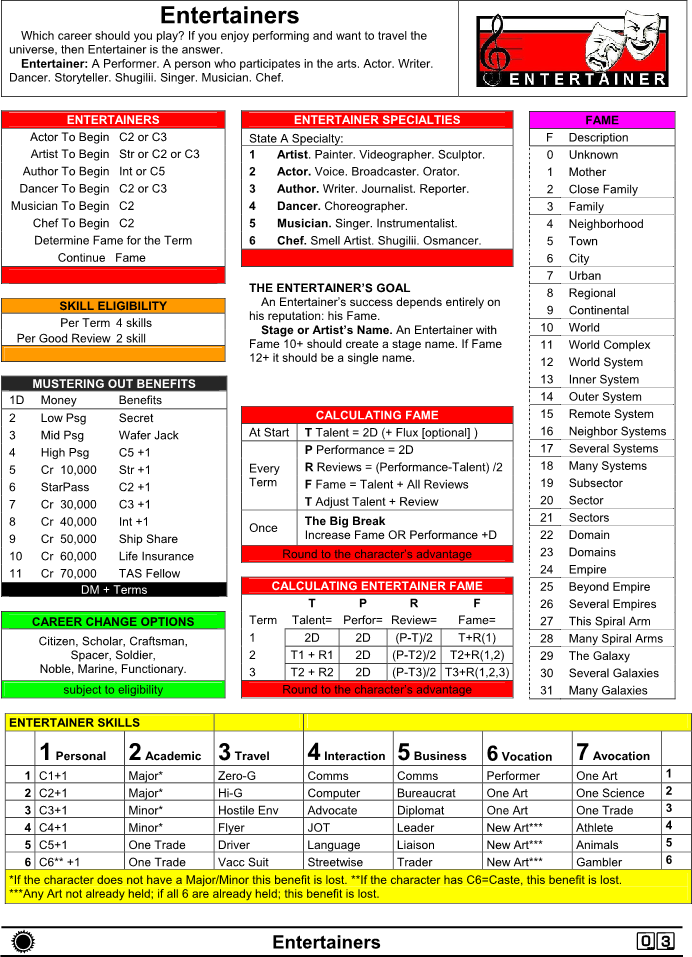 Entertainers
Which career should you play? If you enjoy performing and want to travel the
universe, then Entertainer is the answer.
Entertainer: A Performer. A person who participates in the arts. Actor. Writer.
Dancer. Storyteller. Shugilii. Singer. Musician. Chef.
ENTERTAINER
ENTERTAINERS
Actor To Begin C2 or C3
Artist To Begin Str or C2 or C3
Author To Begin Int or C5
Dancer To Begin C2 or C3
Musician To Begin C2
Chef To Begin C2
Determine Fame for the Term
Continue Fame
SKILL ELIGIBILITY
Per Term 4 skills
Per Good Review 2 skill
MUSTERING OUT BENEFITS
1D Money Benefits
2 Low Psg Secret
3 Mid Psg Wafer Jack
4 High Psg C5 +1
5 Cr 10,000 Str +1
6 StarPass C2 +1
7 Cr 30,000 C3 +1
8 Cr 40,000 Int +1
9 Cr 50,000 Ship Share
10 Cr 60,000 Life Insurance
11 Cr 70,000 TAS Fellow
DM + Terms
CAREER CHANGE OPTIONS
Citizen, Scholar, Craftsman,
Spacer, Soldier,
Noble, Marine, Functionary.
subject to eligibility
ENTERTAINER SPECIALTIES
State A Specialty:
1 Artist. Painter. Videographer. Sculptor.
2 Actor. Voice. Broadcaster. Orator.
3 Author. Writer. Journalist. Reporter.
4 Dancer. Choreographer.
5 Musician. Singer. Instrumentalist.
6 Chef. Smell Artist. Shugilii. Osmancer.
THE ENTERTAINER'S GOAL
An Entertainer's success depends entirely on
his reputation: his Fame.
Stage or Artist's Name. An Entertainer with
Fame 10+ should create a stage name. If Fame
12+ it should be a single name.
CALCULATING FAME
At Start T Talent = 2D (+ Flux [optional] )
Every Term P Performance = 2D
R Reviews = (Performance-Talent) /2
F Fame = Talent + All Reviews
T Adjust Talent + Review
Once The Big Break
Increase Fame OR Performance +D
Round to the character's advantage
CALCULATING ENTERTAINER FAME
T P R F
Term Talent= Perfor= Review= Fame=
1 2D 2D (P-T)/2 T+R(1)
2 T1 + R1 2D (P-T2)/2 T2+R(1,2)
3 T2 + R2 2D (P-T3)/2 T3+R(1,2,3)
Round to the character's advantage
FAME
F Description
0 Unknown
1 Mother
2 Close Family
3 Family
4 Neighborhood
5 Town
6 City
7 Urban
8 Regional
9 Continental
10 World
11 World Complex
12 World System
13 Inner System
14 Outer System
15 Remote System
16 Neighbor Systems
17 Several Systems
18 Many Systems
19 Subsector
20 Sector
21 Sectors
22 Domain
23 Domains
24 Empire
25 Beyond Empire
26 Several Empires
27 This Spiral Arm
28 Many Spiral Arms
29 The Galaxy
30 Several Galaxies
31 Many Galaxies
ENTERTAINER SKILLS
1 Personal 2 Academic 3 Travel 4 Interaction 5 Business 6 Vocation 7 Avocation
1 C1+1 Major* Zero-G Comms Comms Performer One Art 1
2 C2+1 Major* Hi-G Computer Bureaucrat One Art One Science 2
3 C3+1 Minor* Hostile Env Advocate Diplomat One Art One Trade 3
4 C4+1 Minor* Flyer JOT Leader New Art*** Athlete 4
5 C5+1 One Trade Driver Language Liaison New Art*** Animals 5
6 C6** +1 One Trade Vacc Suit Streetwise Trader New Art*** Gambler 6
*If the character does not have a Major/Minor this benefit is lost. **If the character has C6=Caste, this benefit is lost.
***Any Art not already held; if all 6 are already held; this benefit is lost.
Entertainers
03